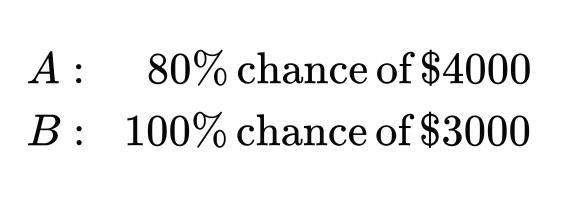 A : 80% chance of $4000
B : 100% chance of $3000